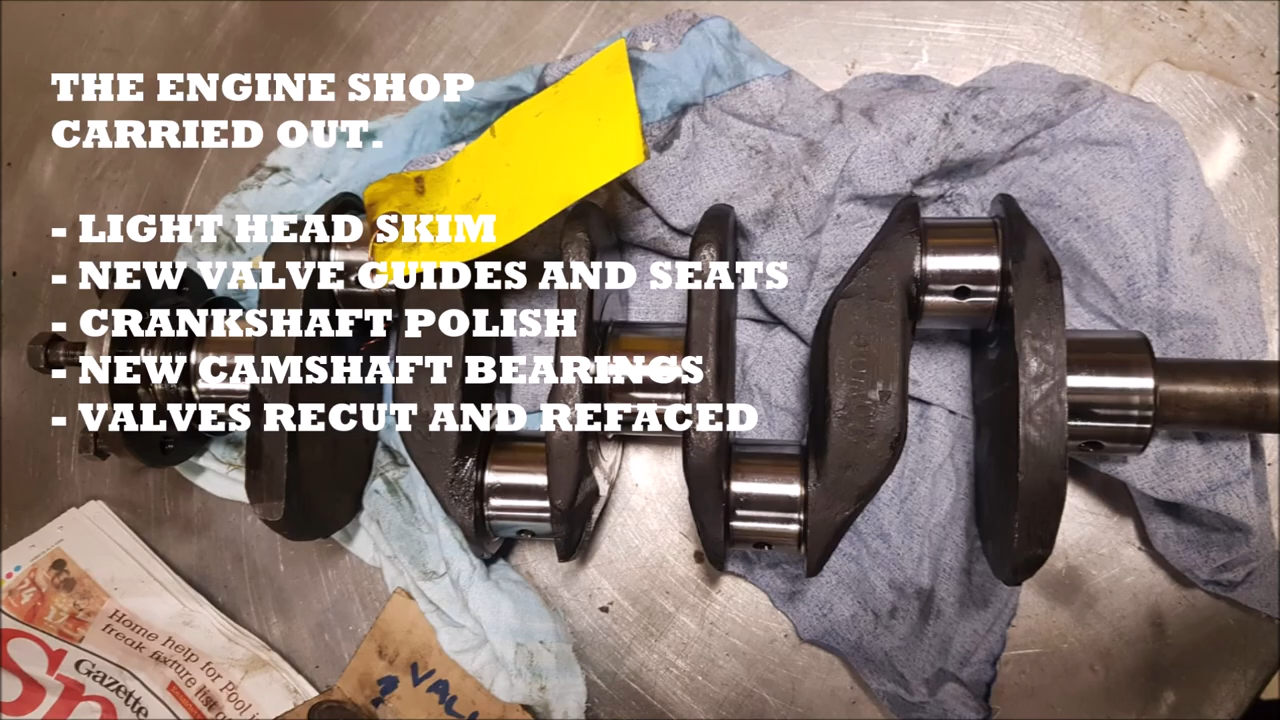 THE ENGINE SHOP
CARRIED OUT.
- LIGHT HEAD SKIM
- NEW VALVE GUIDES AND SEATS
- CRANKSHAFT POLISH
- NEW CAMSHAFT BEARINGS
- VALVES RECUT AND REFACED
Home help for Pool
freak fixture list
Gazette